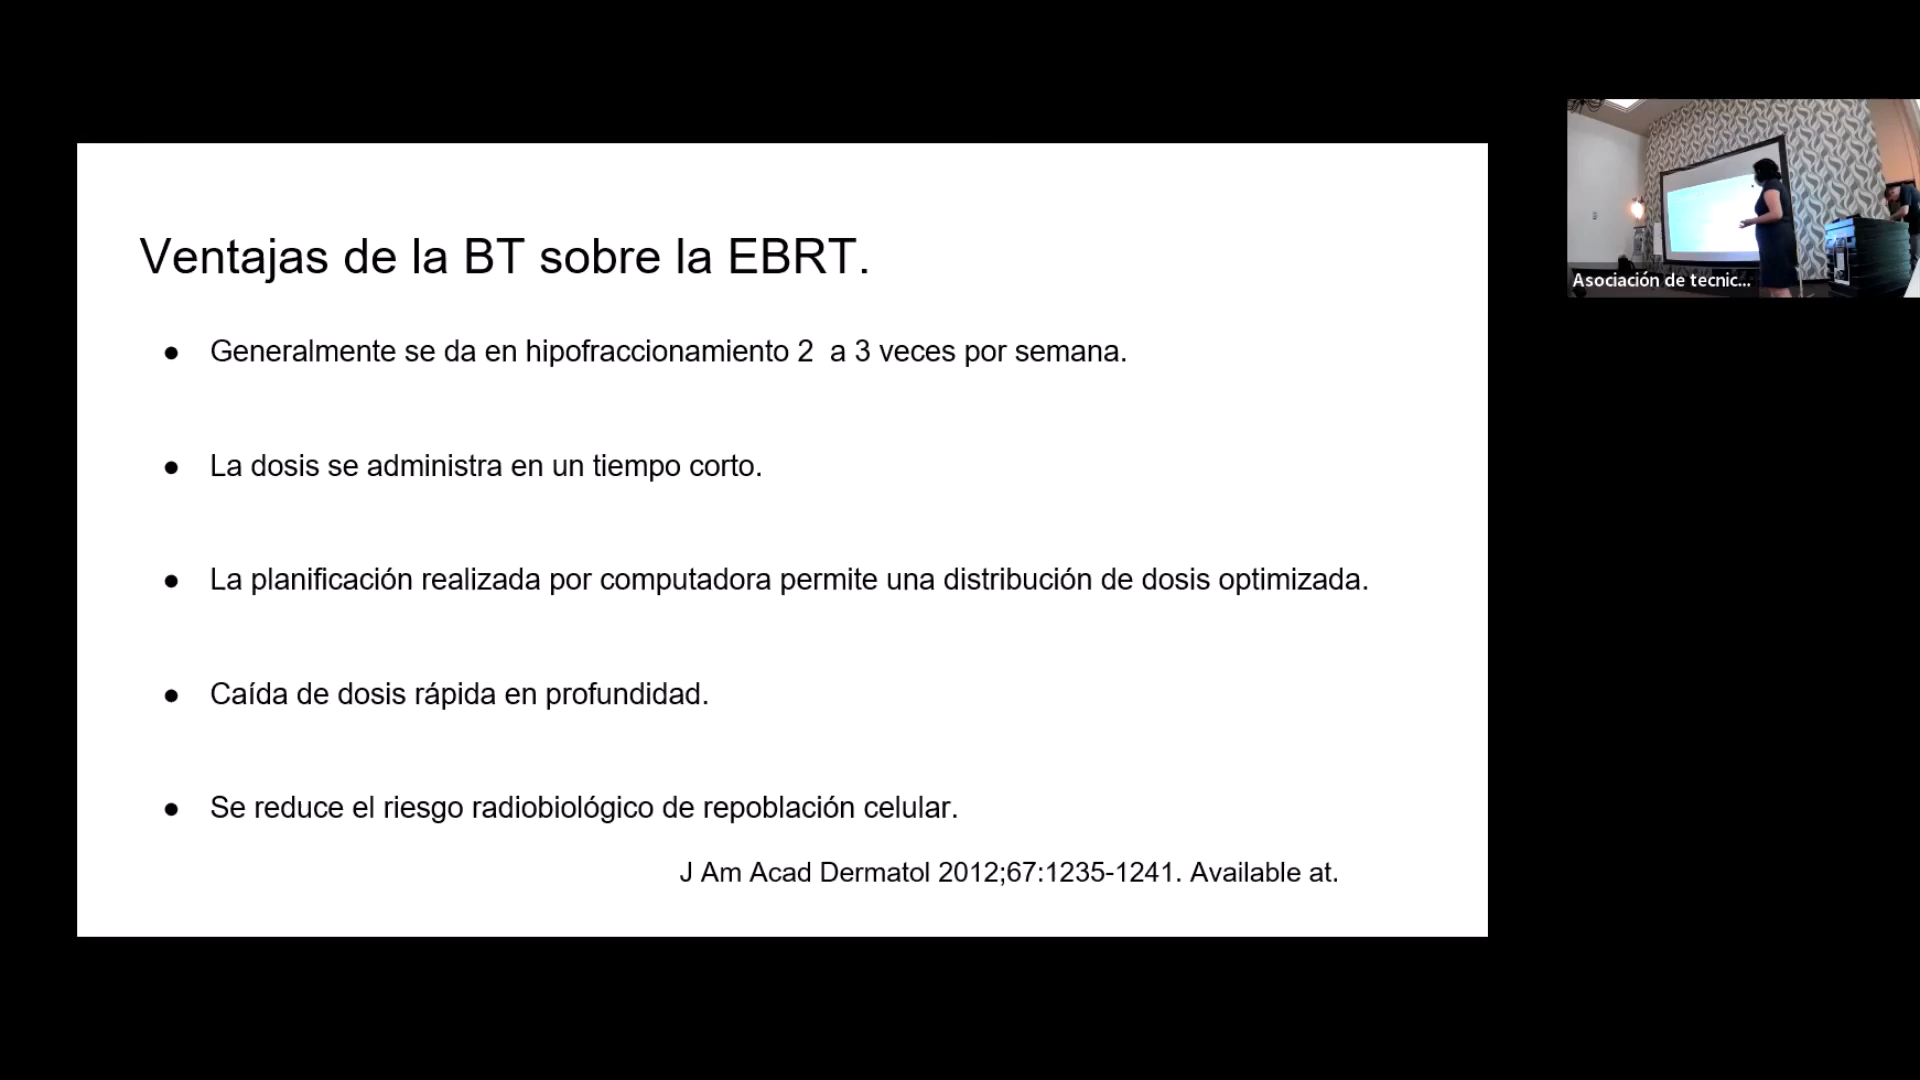 Ventajas de la BT sobre la EBRT.
● Generalmente se da en hipofraccionamiento 2  a 3 veces por semana.
● La dosis se administra en un tiempo corto.
● La planificación realizada por computadora permite una distribución de dosis optimizada.
● Caída de dosis rápida en profundidad.
● Se reduce el riesgo radiobiológico de repoblación celular.
J Am Acad Dermatol 2012;67:1235-1241. Available at.
Asociación de tecnic...